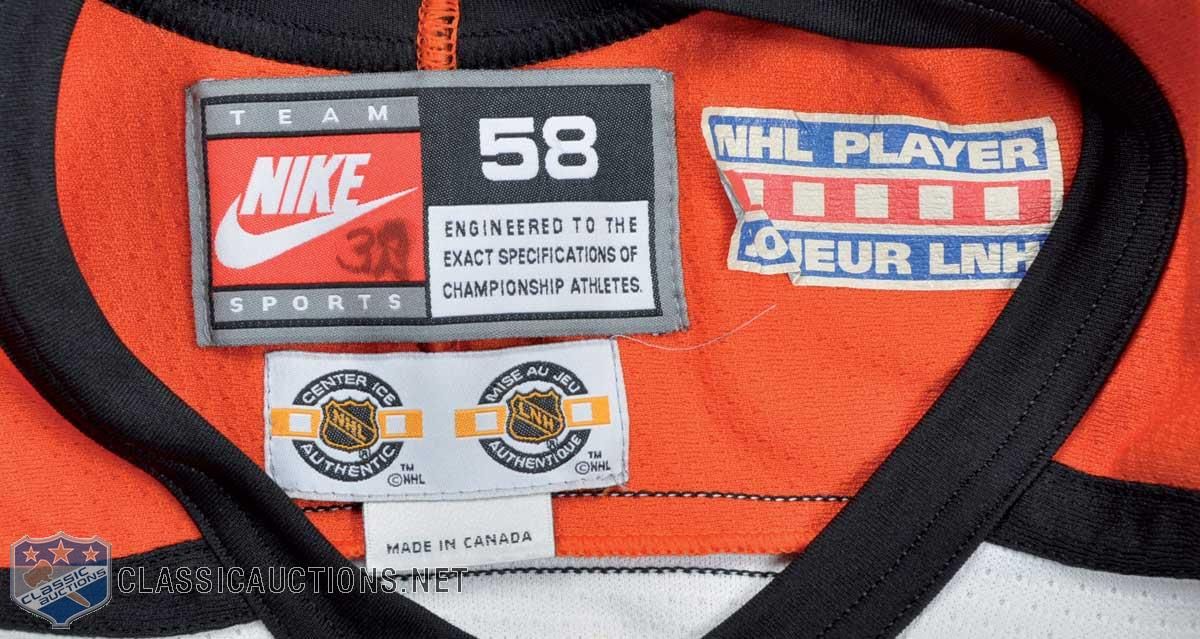 TEAM
NIKE
SPORTS
58
ENGINEERED TO THE
EXACT SPECIFICATIONS OF
CHAMPIONSHIP ATHLETES.
NHL PLAYER
JOUEUR LNH
CENTER ICE
NHL
AUTHENTIC
TM
©NHL
MISE AU JEU
LNH
AUTHENTIQUE
TM
©NHL
MADE IN CANADA
CLASSIC
AUCTIONS
CLASSICAUCTIONS.NET